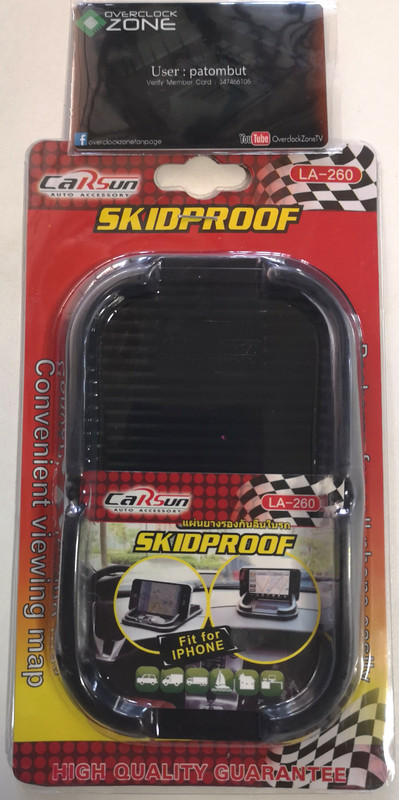 OVERCLOCK
ZONE
User : patombut
Verify Member Card : 347466106
overclockzonefanpage
YouTube OverclockZoneTV
CaRSun
AUTO ACCESSORY
LA-260
SKIDPROOF
Convenient viewing map
CaRSun
AUTO ACCESSORY
LA-260
แผ่นยางรองกันลื่นในรถ
SKIDPROOF
Fit for
IPHONE
HIGH QUALITY GUARANTEE